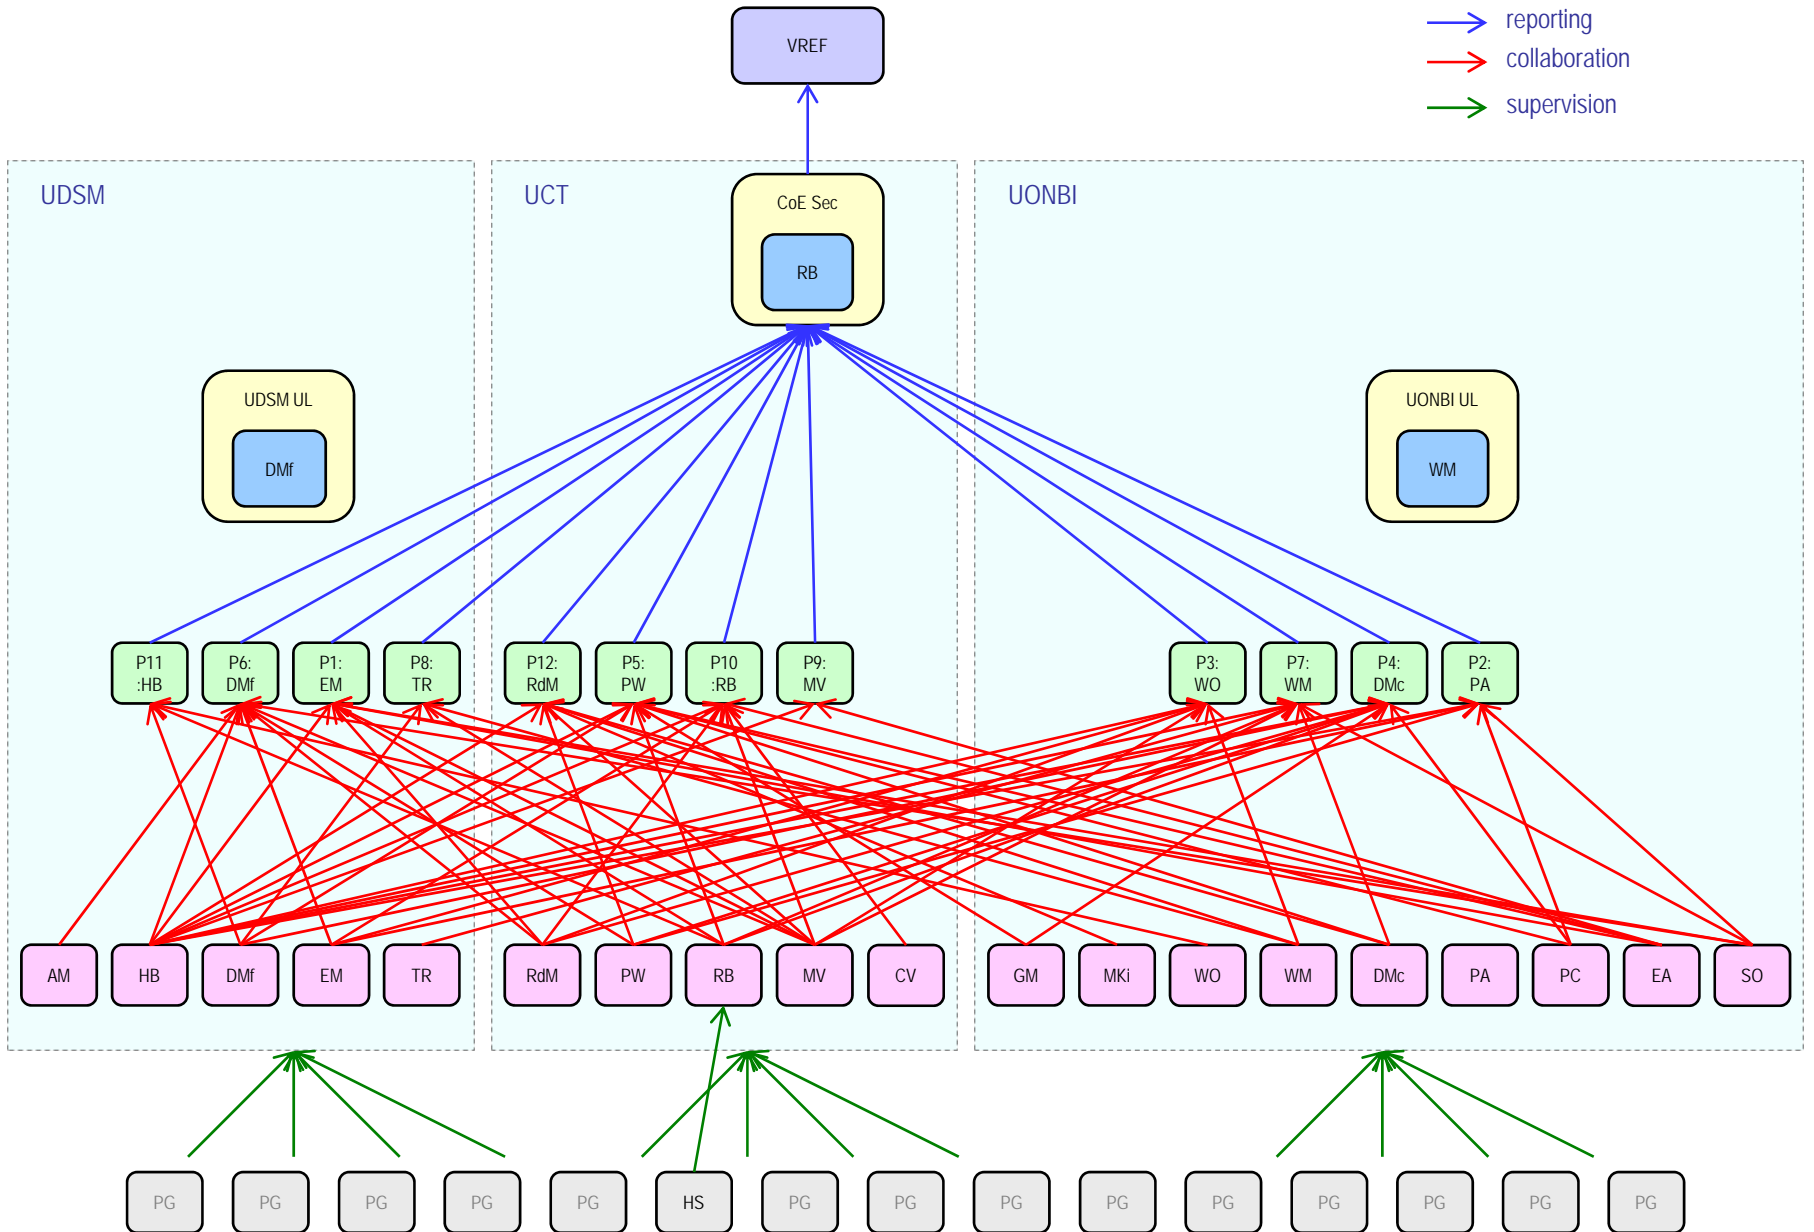 VREF
reporting
collaboration
supervision
UDSM
UCT
UONBI
CoE Sec
RB
UDSM UL
DMf
UONBI UL
WM
P11
:HB
P6:
DMf
P1:
EM
P8:
TR
P12:
RdM
P5:
PW
P10
:RB
P9:
MV
P3:
WO
P7:
WM
P4:
DMc
P2:
PA
AM
HB
DMf
EM
TR
RdM
PW
RB
MV
CV
GM
MKi
WO
WM
DMc
PA
PC
EA
SO
PG
PG
PG
PG
PG
HS
PG
PG
PG
PG
PG
PG
PG
PG
PG